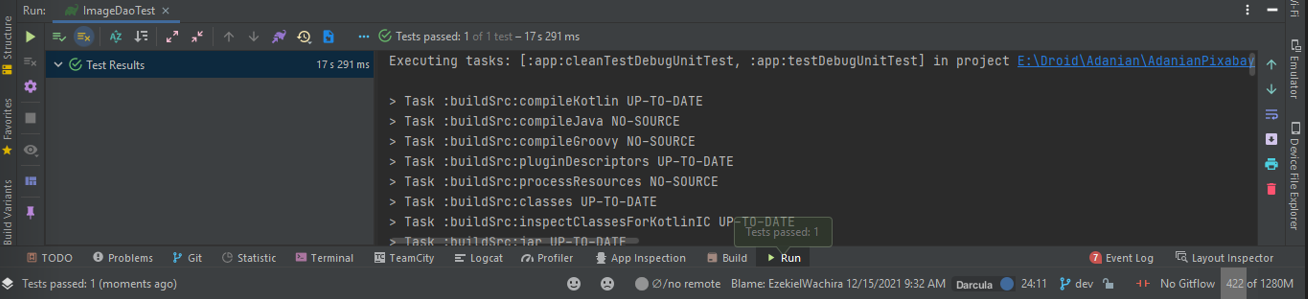 Run:
ImageDaoTest
Tests passed: 1 of 1 test – 17 s 291 ms
Test Results 17 s 291 ms
Executing tasks: [:app:cleanTestDebugUnitTest, :app:testDebugUnitTest] in project E:\Droid\Adanian\AdanianPixabay
> Task :buildSrc:compileKotlin UP-TO-DATE
> Task :buildSrc:compileJava NO-SOURCE
> Task :buildSrc:compileGroovy NO-SOURCE
> Task :buildSrc:pluginDescriptors UP-TO-DATE
> Task :buildSrc:processResources NO-SOURCE
> Task :buildSrc:classes UP-TO-DATE
> Task :buildSrc:inspectClassesForKotlinIC UP-TO-DATE
> Task :buildSrc:jar UP-TO-DATE
Tests passed: 1
Structure
Favorites
Build Variants
Wi-Fi
Emulator
Device File Explorer
TODO Problems Git Statistic Terminal TeamCity Logcat Profiler App Inspection Build Run 7 Event Log Layout Inspector
Tests passed: 1 (moments ago) ∅/no remote Blame: EzekielWachira 12/15/2021 9:32 AM Darcula 24:11 dev No Gitflow 422 of 1280M